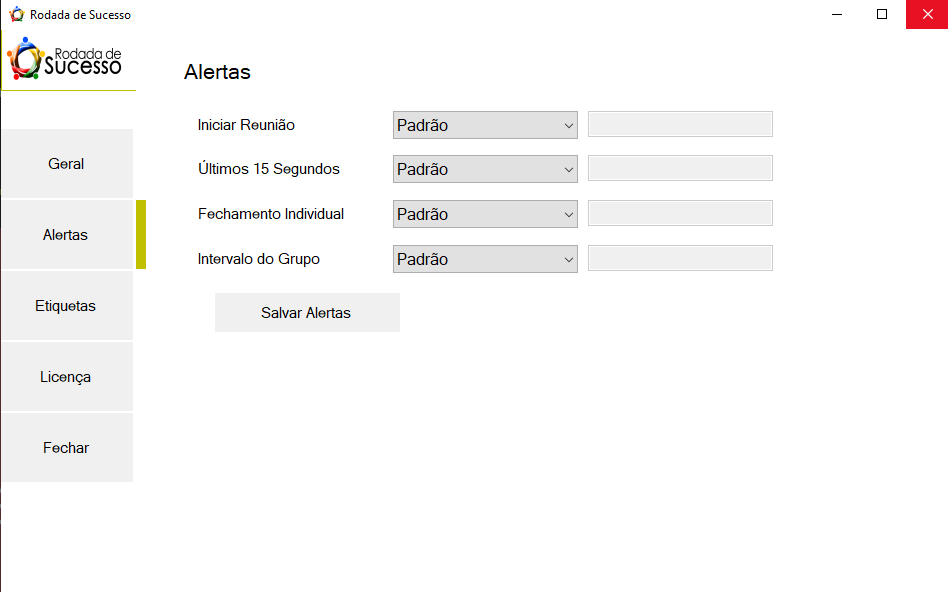 Rodada de Sucesso
Rodada de
Sucesso
Alertas
Iniciar Reunião Padrão
Últimos 15 Segundos Padrão
Fechamento Individual Padrão
Intervalo do Grupo Padrão
Salvar Alertas
Geral
Alertas
Etiquetas
Licença
Fechar